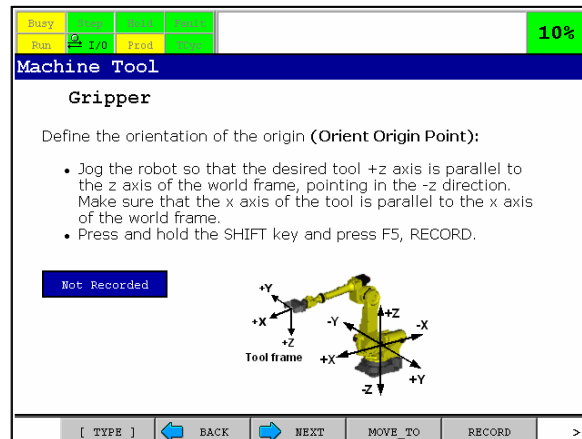 Busy Step Hold Fault
Run I/O Prod TCyc
10%
Machine Tool
Gripper
Define the orientation of the origin (Orient Origin Point):
• Jog the robot so that the desired tool +z axis is parallel to
the z axis of the world frame, pointing in the -z direction.
Make sure that the x axis of the tool is parallel to the x axis
of the world frame.
• Press and hold the SHIFT key and press F5, RECORD.
Not Recorded
+Y
+X
+Z
Tool frame
+Z
-Y
-X
+X
+Y
-Z
[ TYPE ] BACK NEXT MOVE_TO RECORD >